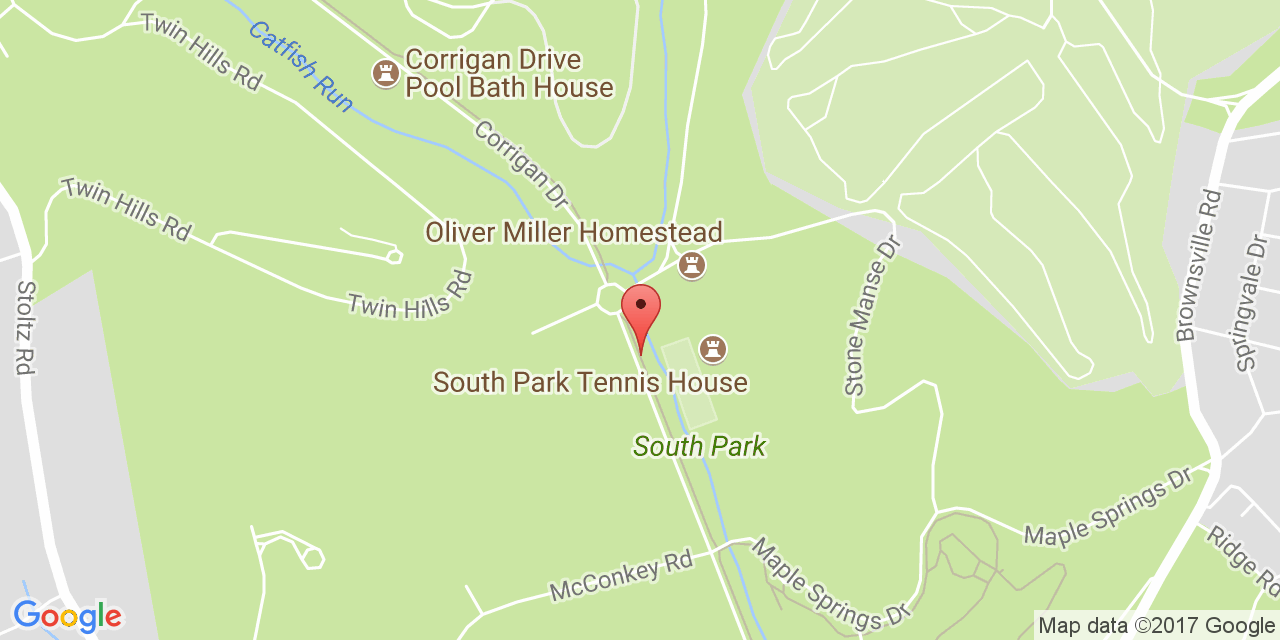 Twin Hills Rd
Catfish Run
Corrigan Drive
Pool Bath House
Corrigan Dr
Twin Hills Rd
Oliver Miller Homestead
Brownsville Rd
Springvale Dr
Stone Manse Dr
Twin Hills Rd
Stoltz Rd
South Park Tennis House
South Park
Maple Springs Dr
Ridge Rd
McConkey Rd
Maple Springs Dr
Google
Map data ©2017 Google